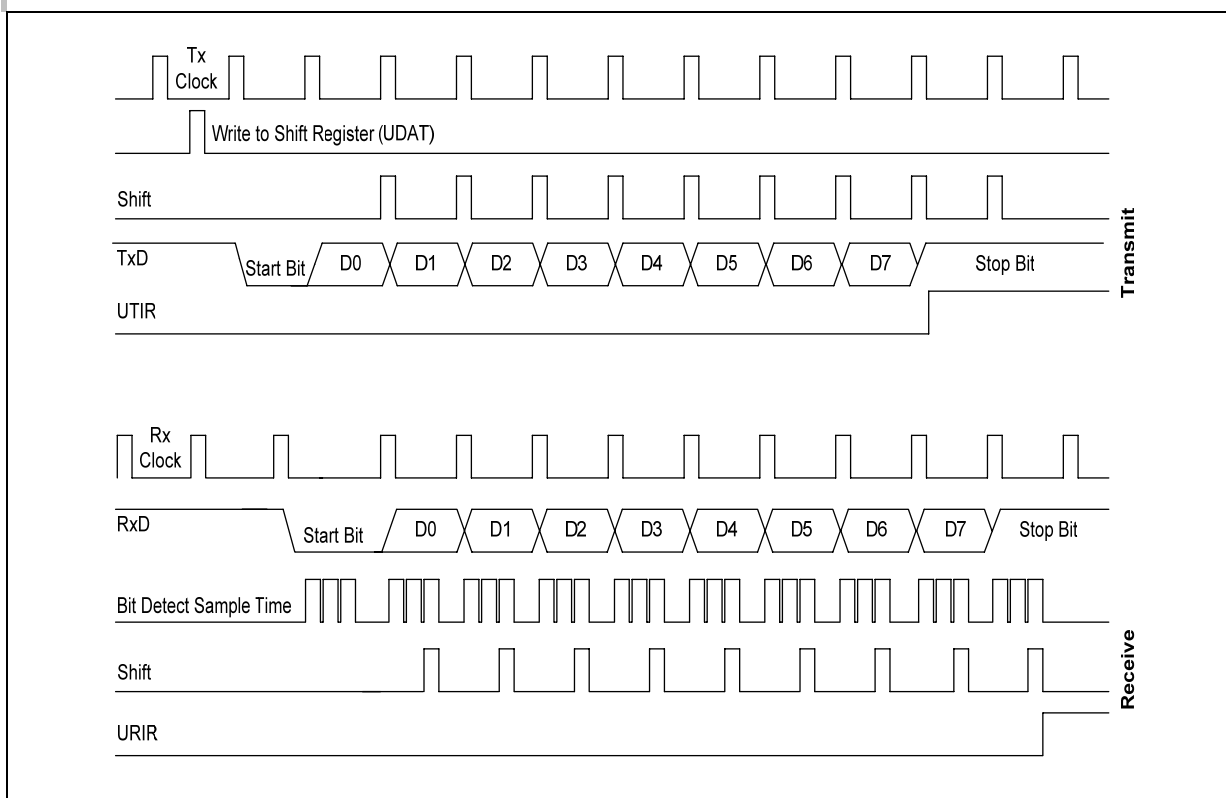 Tx
Clock
Write to Shift Register (UDAT)
Shift
TxD
Start Bit
D0
D1
D2
D3
D4
D5
D6
D7
Stop Bit
UTIR
Transmit
Rx
Clock
RxD
Start Bit
D0
D1
D2
D3
D4
D5
D6
D7
Stop Bit
Bit Detect Sample Time
Shift
URIR
Receive